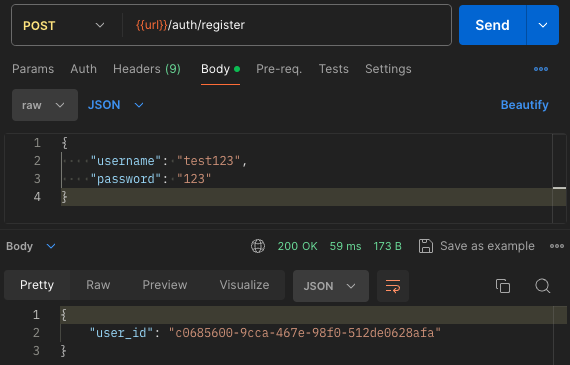 POST {{url}}/auth/register Send
Params Auth Headers (9) Body Pre-req. Tests Settings
raw JSON Beautify
1 {
2 "username": "test123",
3 "password": "123"
4 }
Body 200 OK 59 ms 173 B Save as example
Pretty Raw Preview Visualize JSON
1 {
2 "user_id": "c0685600-9cca-467e-98f0-512de0628afa"
3 }